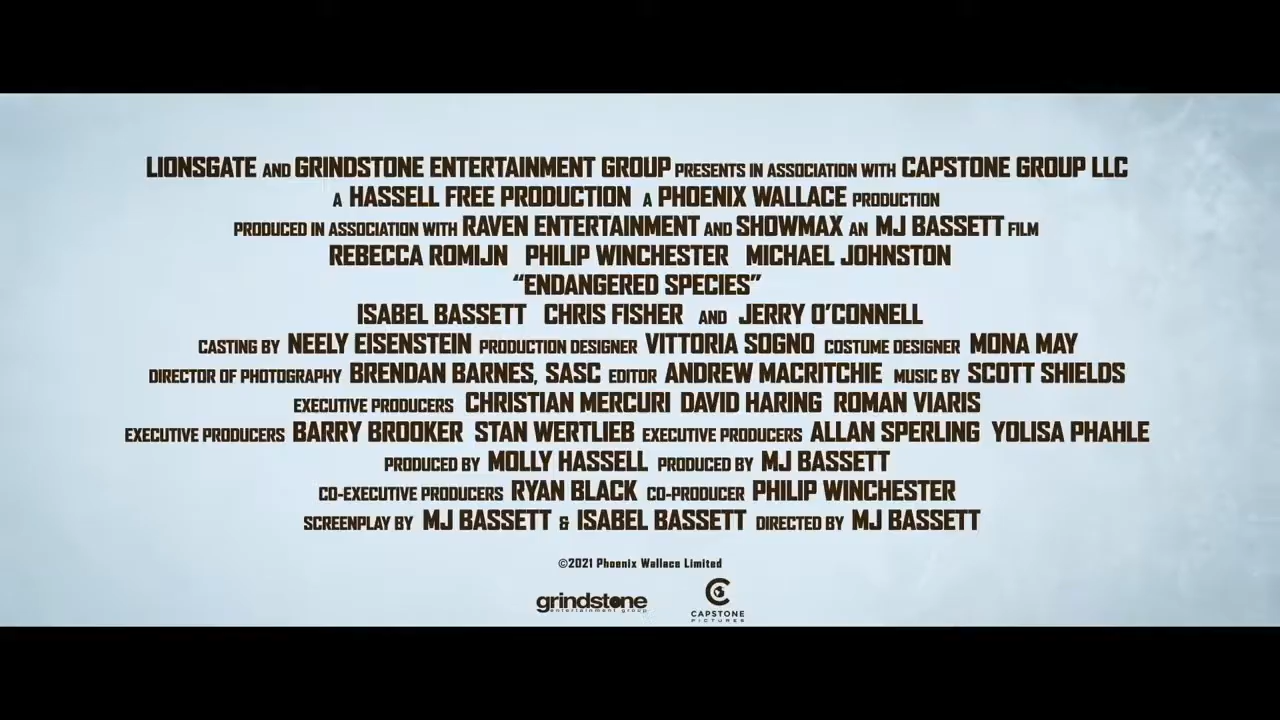 LIONSGATE AND GRINDSTONE ENTERTAINMENT GROUP PRESENTS IN ASSOCIATION WITH CAPSTONE GROUP LLC
A HASSELL FREE PRODUCTION A PHOENIX WALLACE PRODUCTION
PRODUCED IN ASSOCIATION WITH RAVEN ENTERTAINMENT AND SHOWMAX AN MJ BASSETT FILM
REBECCA ROMIJN PHILIP WINCHESTER MICHAEL JOHNSTON
“ENDANGERED SPECIES”
ISABEL BASSETT CHRIS FISHER AND JERRY O’CONNELL
CASTING BY NEELY EISENSTEIN PRODUCTION DESIGNER VITTORIA SOGNO COSTUME DESIGNER MONA MAY
DIRECTOR OF PHOTOGRAPHY BRENDAN BARNES, SASC EDITOR ANDREW MACRITCHIE MUSIC BY SCOTT SHIELDS
EXECUTIVE PRODUCERS CHRISTIAN MERCURI DAVID HARING ROMAN VIARIS
EXECUTIVE PRODUCERS BARRY BROOKER STAN WERTLIEB EXECUTIVE PRODUCERS ALLAN SPERLING YOLISA PHAHLE
PRODUCED BY MOLLY HASSELL PRODUCED BY MJ BASSETT
CO-EXECUTIVE PRODUCERS RYAN BLACK CO-PRODUCER PHILIP WINCHESTER
SCREENPLAY BY MJ BASSETT & ISABEL BASSETT DIRECTED BY MJ BASSETT
©2021 Phoenix Wallace Limited
grindstone
entertainment group
CAPSTONE
PICTURES